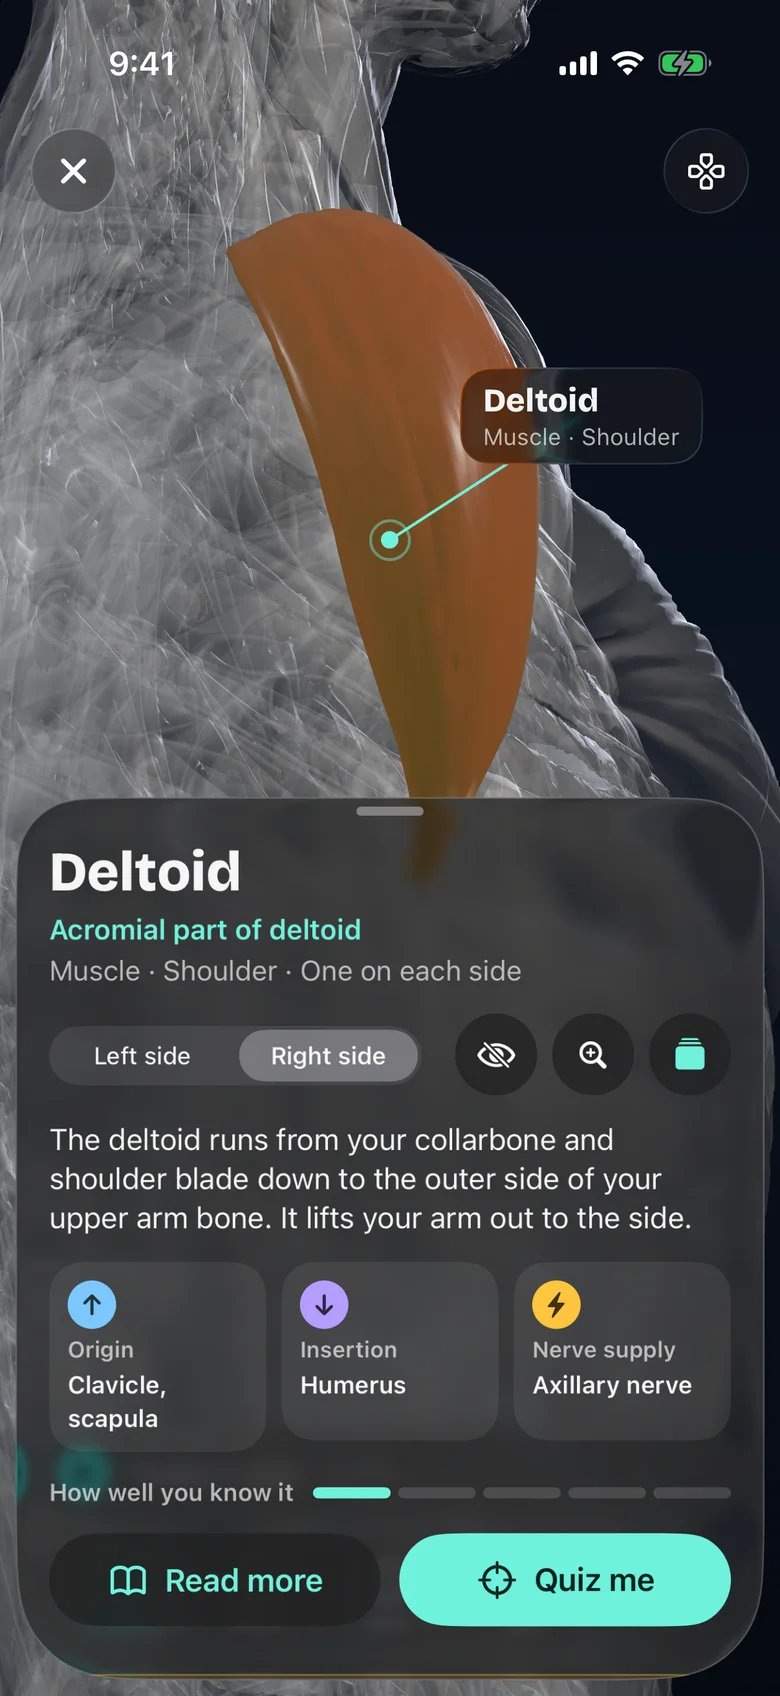 9:41
Deltoid
Muscle · Shoulder
Deltoid
Acromial part of deltoid
Muscle · Shoulder · One on each side
Left side
Right side
The deltoid runs from your collarbone and
shoulder blade down to the outer side of your
upper arm bone. It lifts your arm out to the side.
Origin
Clavicle,
scapula
Insertion
Humerus
Nerve supply
Axillary nerve
How well you know it
Read more
Quiz me